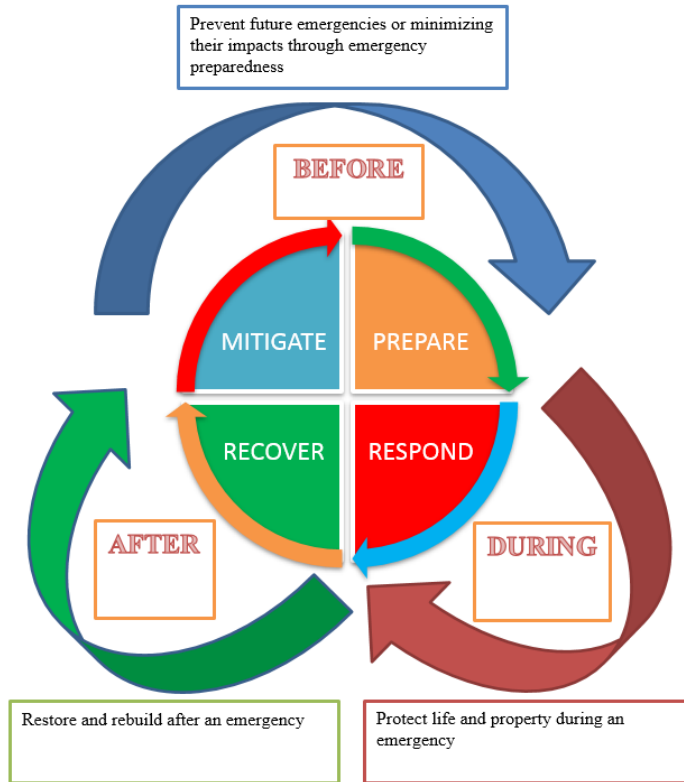 Prevent future emergencies or minimizing
their impacts through emergency
preparedness
BEFORE
MITIGATE
PREPARE
RECOVER
RESPOND
AFTER
DURING
Restore and rebuild after an emergency
Protect life and property during an
emergency